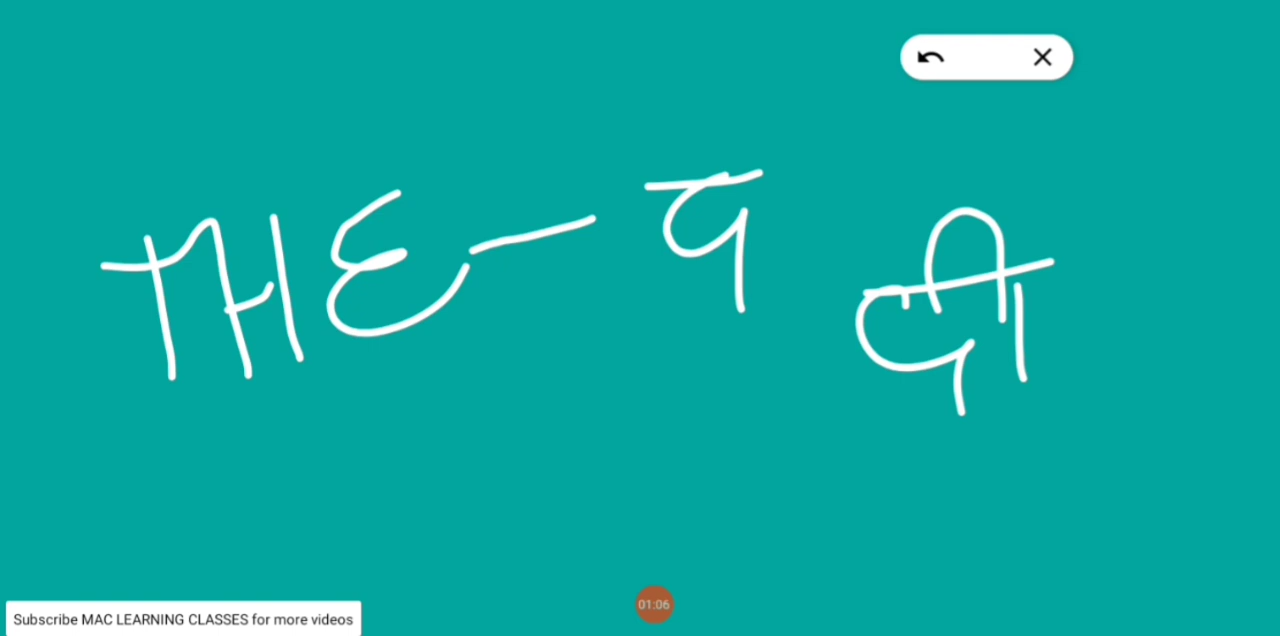 THE - द दी
Subscribe MAC LEARNING CLASSES for more videos
01:06